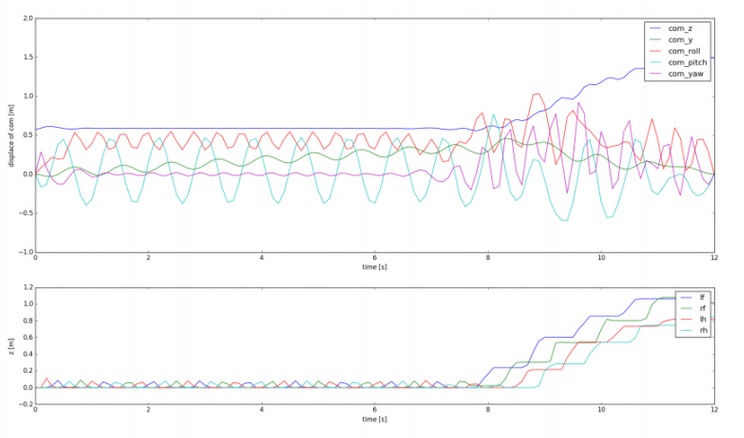 2.0
1.5
1.0
0.5
0.0
−0.5
−1.0
displace of com [m]
com_z
com_y
com_roll
com_pitch
com_yaw
0 2 4 6 8 10 12
time [s]
1.2
1.0
0.8
0.6
0.4
0.2
0.0
−0.2
z [m]
lf
rf
lh
rh
0 2 4 6 8 10 12
time [s]